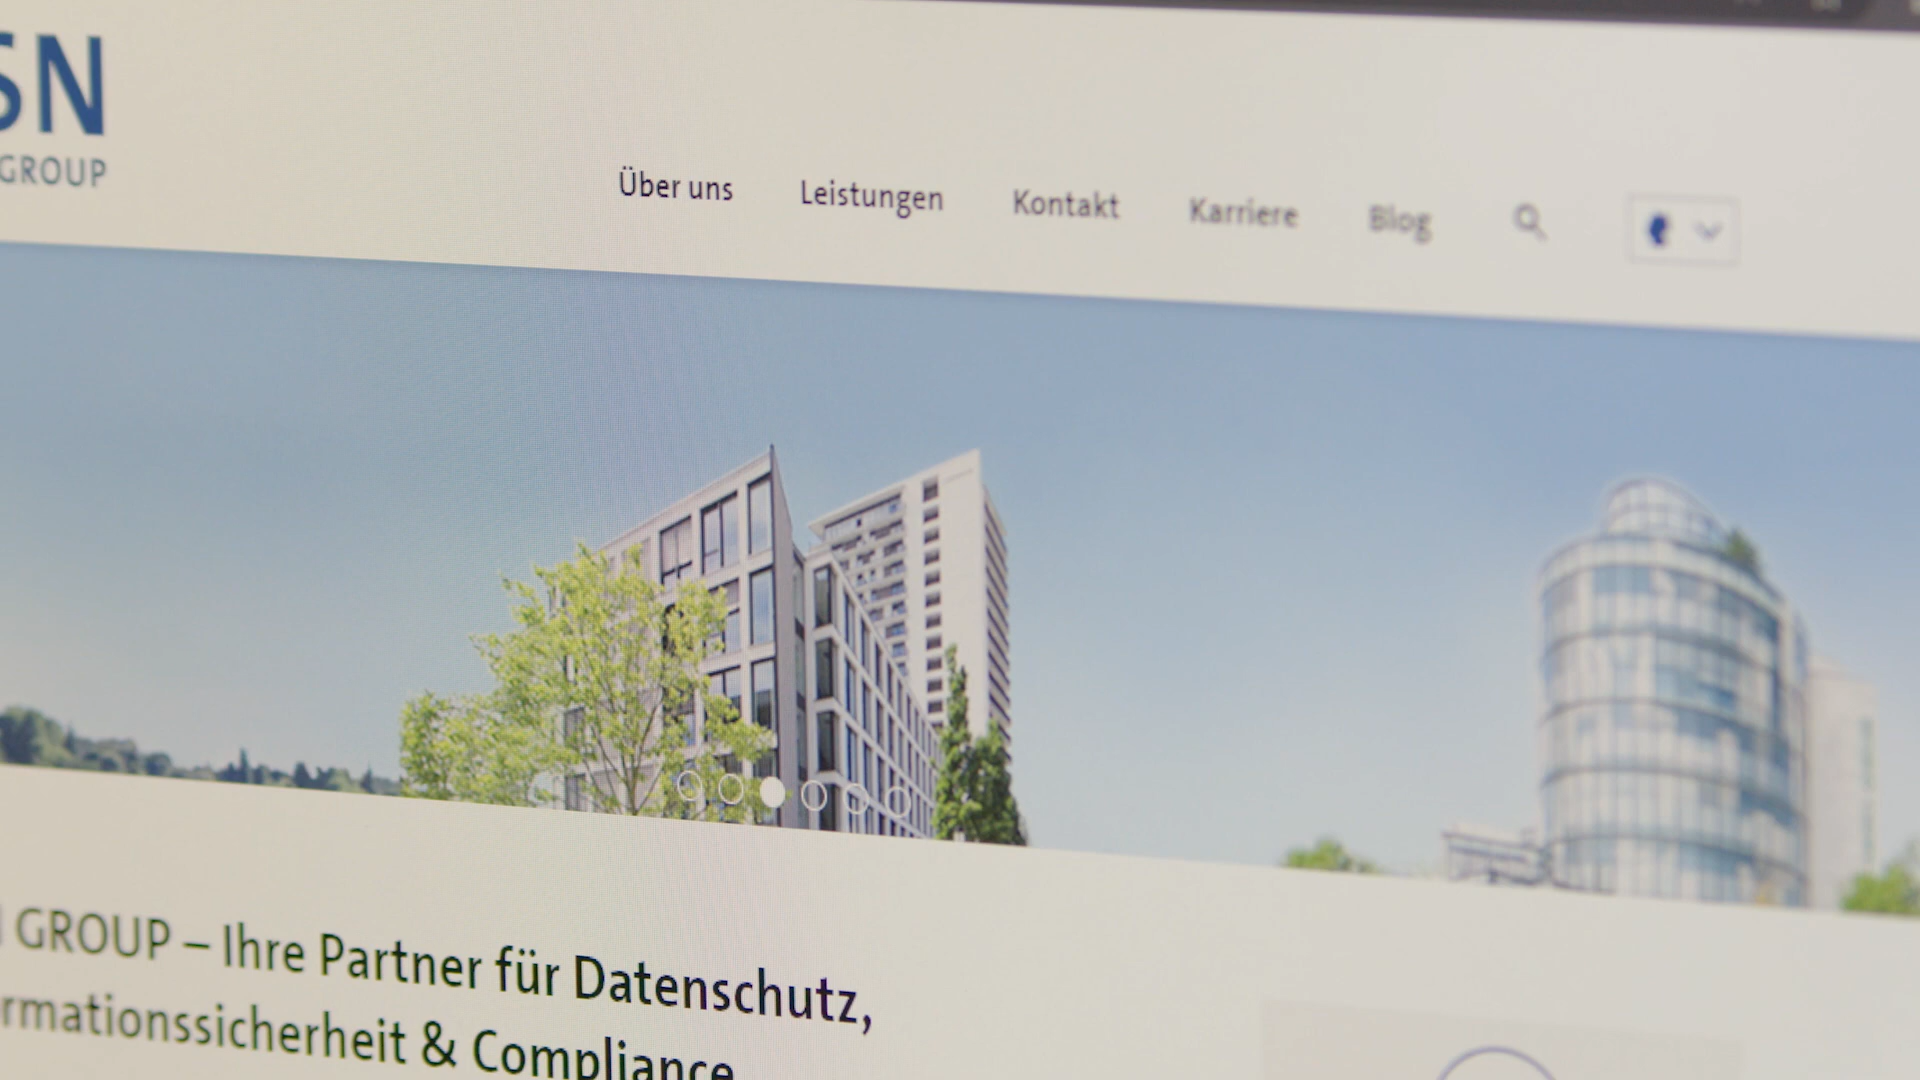 SN
GROUP
Über uns Leistungen Kontakt Karriere Blog
GROUP – Ihre Partner für Datenschutz,
rmationssicherheit & Compliance